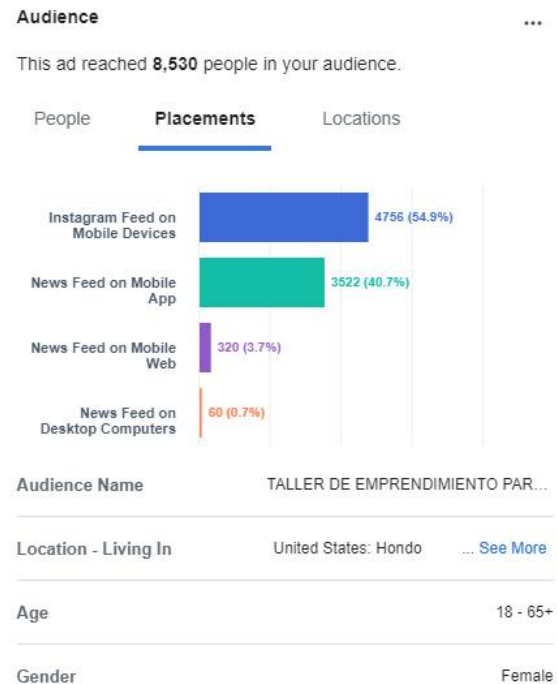 Audience
...
This ad reached 8,530 people in your audience.
People Placements Locations
Instagram Feed on
Mobile Devices
4756 (54.9%)
News Feed on Mobile
App
3522 (40.7%)
News Feed on Mobile
Web
320 (3.7%)
News Feed on
Desktop Computers
60 (0.7%)
Audience Name TALLER DE EMPRENDIMIENTO PAR...
Location - Living In United States: Hondo ... See More
Age 18 - 65+
Gender Female